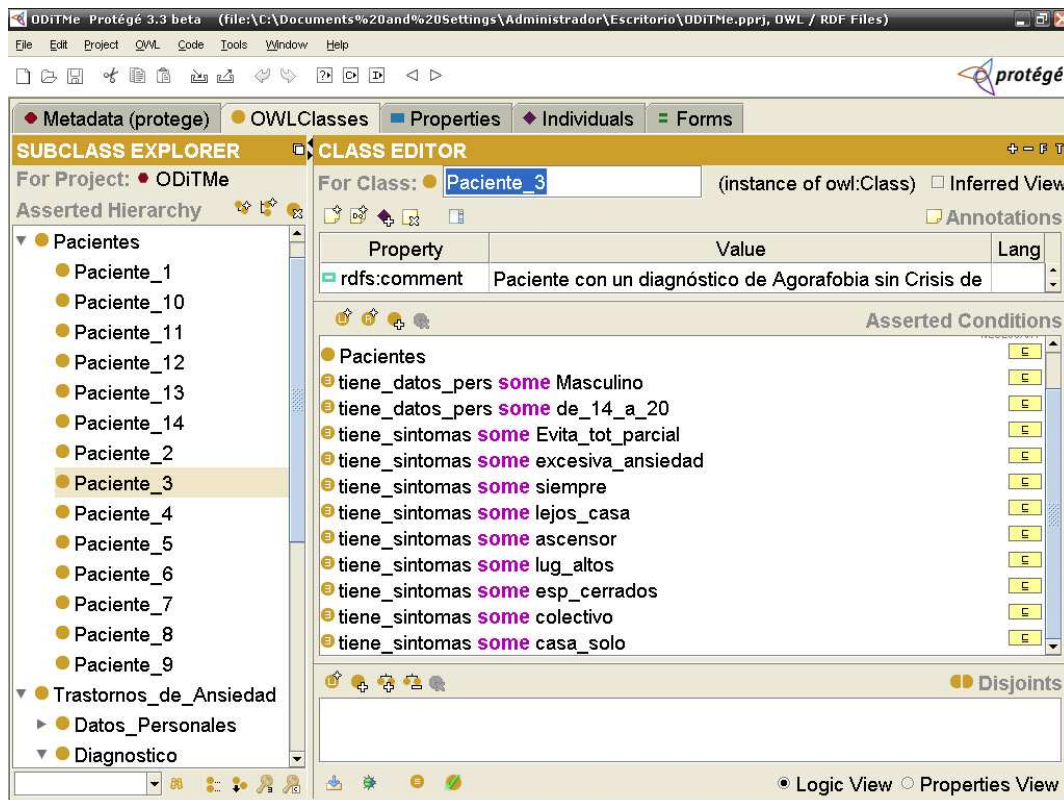 ODiTMe Protégé 3.3 beta (file:\C:\Documents%20and%20Settings\Administrador\Escritorio\ODiTMe.pprj, OWL / RDF Files)
File Edit Project OWL Code Tools Window Help
protégé
Metadata (protege) OWLClasses Properties Individuals Forms
SUBCLASS EXPLORER
For Project: ODiTMe
Asserted Hierarchy
Pacientes
Paciente_1
Paciente_10
Paciente_11
Paciente_12
Paciente_13
Paciente_14
Paciente_2
Paciente_3
Paciente_4
Paciente_5
Paciente_6
Paciente_7
Paciente_8
Paciente_9
Trastornos_de_Ansiedad
Datos_Personales
Diagnostico
CLASS EDITOR
For Class: Paciente_3 (instance of owl:Class) Inferred View
Annotations
Property Value Lang
rdfs:comment Paciente con un diagnóstico de Agorafobia sin Crisis de
Asserted Conditions
Pacientes
tiene_datos_pers some Masculino
tiene_datos_pers some de_14_a_20
tiene_sintomas some Evita_tot_parcial
tiene_sintomas some excesiva_ansiedad
tiene_sintomas some siempre
tiene_sintomas some lejos_casa
tiene_sintomas some ascensor
tiene_sintomas some lug_altos
tiene_sintomas some esp_cerrados
tiene_sintomas some colectivo
tiene_sintomas some casa_solo
Disjoints
Logic View Properties View